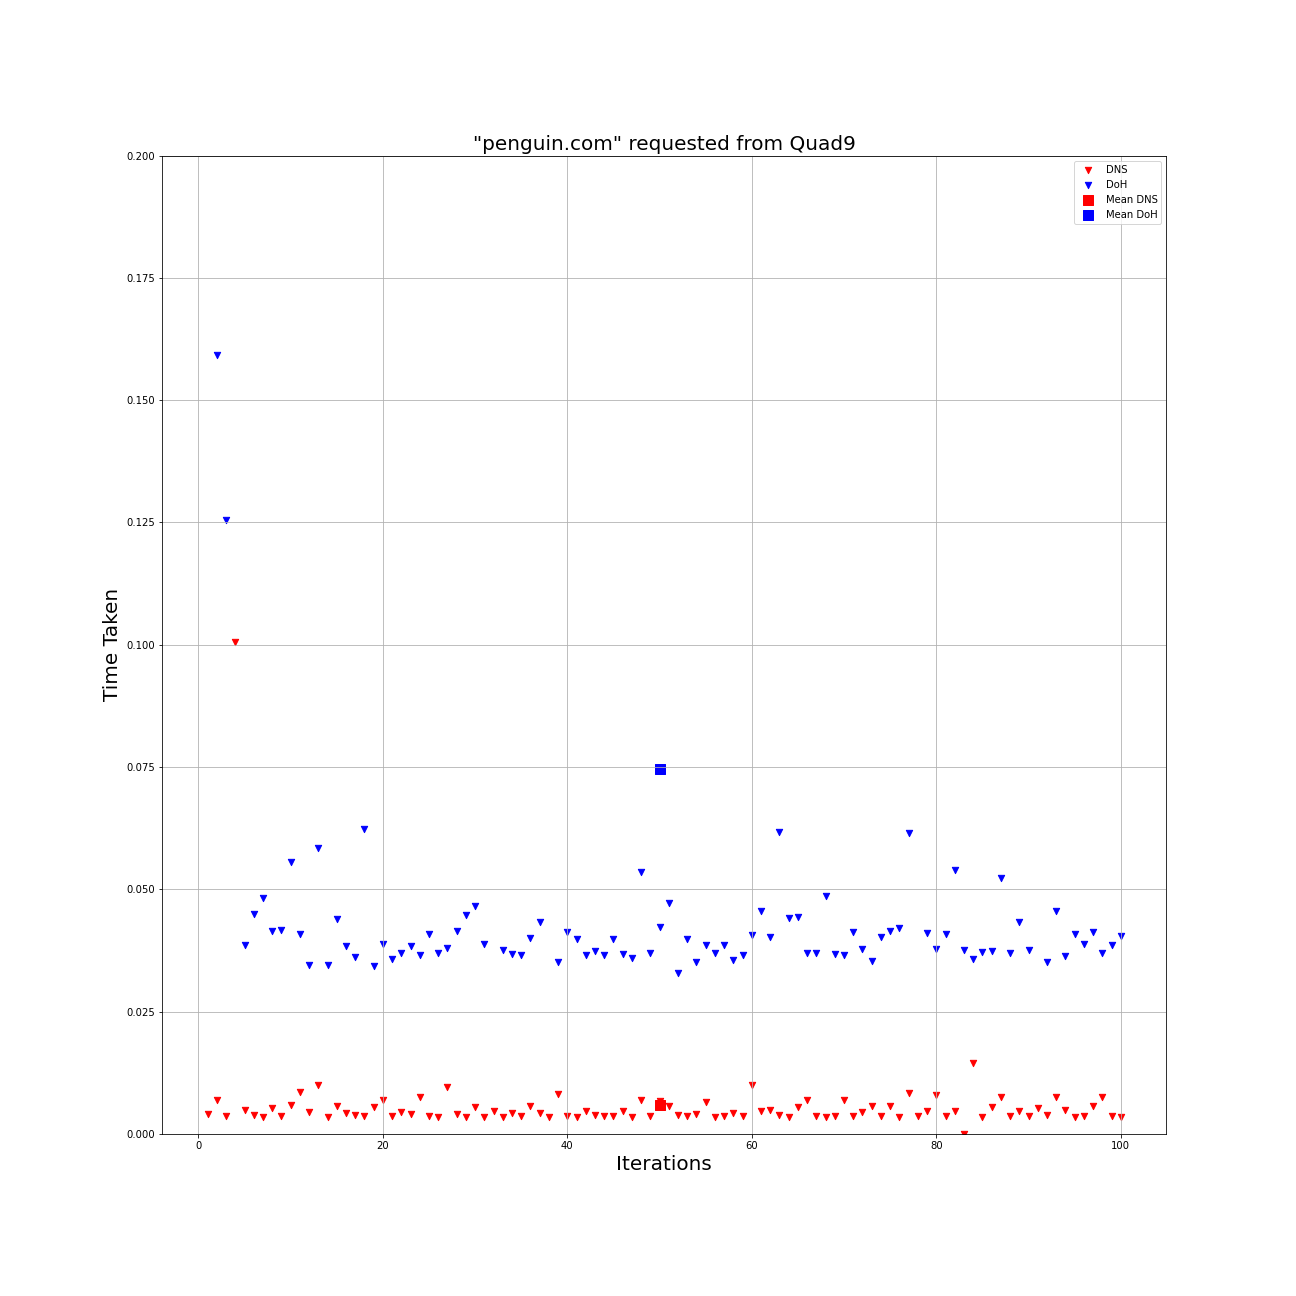 "penguin.com" requested from Quad9
DNS
DoH
Mean DNS
Mean DoH
0.200
0.175
0.150
0.125
0.100
0.075
0.050
0.025
0.000
Time Taken
0 20 40 60 80 100
Iterations